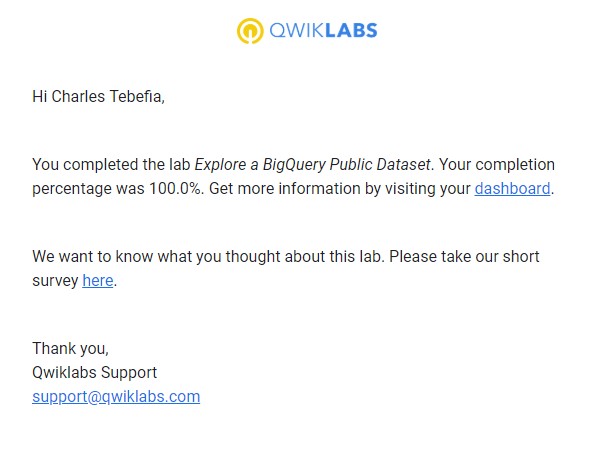 QWIKLABS
Hi Charles Tebefia,
You completed the lab Explore a BigQuery Public Dataset. Your completion
percentage was 100.0%. Get more information by visiting your dashboard.
We want to know what you thought about this lab. Please take our short
survey here.
Thank you,
Qwiklabs Support
support@qwiklabs.com